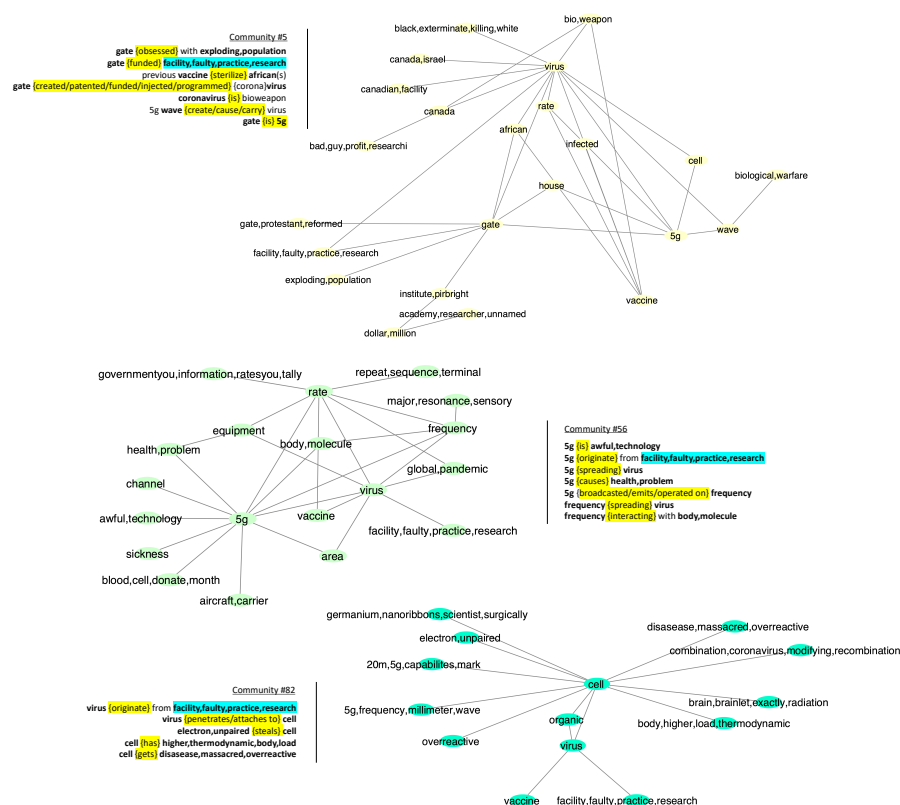 Community #5
gate {obsessed} with exploding,population
gate {funded} facility,faulty,practice,research
previous vaccine {sterilize} african(s)
gate {created/patented/funded/injected/programmed} {corona}virus
coronavirus {is} bioweapon
5g wave {create/cause/carry} virus
gate {is} 5g
bio,weapon
black,exterminate,killing,white
canada,israel
virus
canadian,facility
rate
canada
african
bad,guy,profit,researchi
infected
cell
biological,warfare
house
gate,protestant,reformed
gate
wave
5g
facility,faulty,practice,research
exploding,population
institute,pirbright
vaccine
academy,researcher,unnamed
dollar,million
governmentyou,information,ratesyou,tally
repeat,sequence,terminal
rate
major,resonance,sensory
equipment
frequency
body,molecule
health,problem
global,pandemic
channel
virus
awful,technology
5g
vaccine
facility,faulty,practice,research
sickness
area
blood,cell,donate,month
aircraft,carrier
Community #56
5g {is} awful,technology
5g {originate} from facility,faulty,practice,research
5g {spreading} virus
5g {causes} health,problem
5g {broadcasted/emits/operated on} frequency
frequency {spreading} virus
frequency {interacting} with body,molecule
germanium,nanoribbons,scientist,surgically
disasease,massacred,overreactive
electron,unpaired
combination,coronavirus,modifying,recombination
20m,5g,capabilites,mark
cell
brain,brainlet,exactly,radiation
5g,frequency,millimeter,wave
organic
body,higher,load,thermodynamic
overreactive
virus
vaccine
facility,faulty,practice,research
Community #82
virus {originate} from facility,faulty,practice,research
virus {penetrates/attaches to} cell
electron,unpaired {steals} cell
cell {has} higher,thermodynamic,body,load
cell {gets} disasease,massacred,overreactive